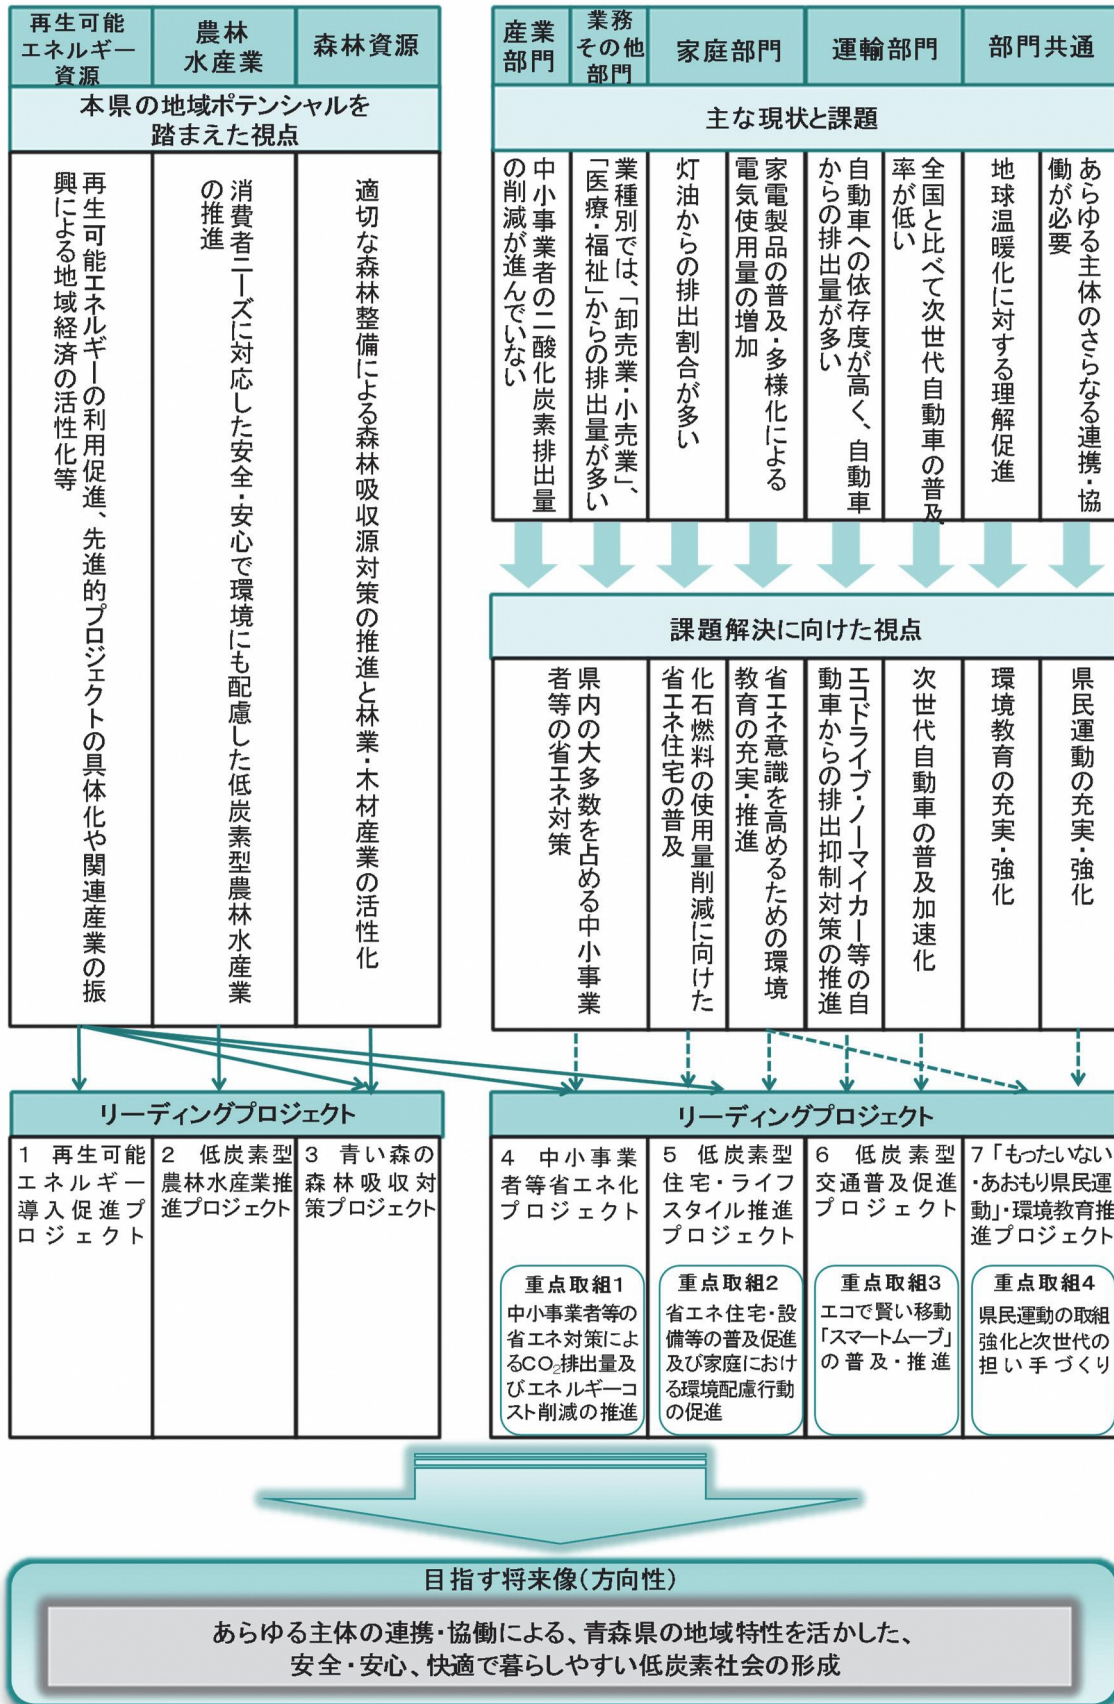 再生可能
エネルギー
資源
農林
水産業
森林資源
本県の地域ポテンシャルを
踏まえた視点
再生可能エネルギーの利用促進、先進的プロジェクトの具体化や関連産業の振
興による地域経済の活性化等
消費者ニーズに対応した安全・安心で環境にも配慮した低炭素型農林水産業
の推進
適切な森林整備による森林吸収源対策の推進と林業・木材産業の活性化
産業
部門
業務
その他
部門
家庭部門
運輸部門
部門共通
主な現状と課題
中小事業者の二酸化炭素排出量
の削減が進んでいない
業種別では、「卸売業・小売業」、
「医療・福祉」からの排出量が多い
灯油からの排出割合が多い
家電製品の普及・多様化による
電気使用量の増加
自動車への依存度が高く、自動車
からの排出量が多い
全国と比べて次世代自動車の普及
率が低い
地球温暖化に対する理解促進
あらゆる主体のさらなる連携・協
働が必要
課題解決に向けた視点
県内の大多数を占める中小事業
者等の省エネ対策
化石燃料の使用量削減に向けた
省エネ住宅の普及
省エネ意識を高めるための環境
教育の充実・推進
エコドライブ・ノーマイカー等の自
動車からの排出抑制対策の推進
次世代自動車の普及加速化
環境教育の充実・強化
県民運動の充実・強化
リーディングプロジェクト
1 再生可能
エネルギー
導入促進プ
ロジェクト
2 低炭素型
農林水産業推
進プロジェクト
3 青い森の
森林吸収対
策プロジェクト
リーディングプロジェクト
4 中小事業
者等省エネ化
プロジェクト
重点取組1
中小事業者等の
省エネ対策によ
るCO₂排出量及
びエネルギーコ
スト削減の推進
5 低炭素型
住宅・ライフ
スタイル推進
プロジェクト
重点取組2
省エネ住宅・設
備等の普及促進
及び家庭におけ
る環境配慮行動
の促進
6 低炭素型
交通普及促進
プロジェクト
重点取組3
エコで賢い移動
「スマートムーブ」
の普及・推進
7「もったいない
・あおもり県民運
動」・環境教育推
進プロジェクト
重点取組4
県民運動の取組
強化と次世代の
担い手づくり
目指す将来像(方向性)
あらゆる主体の連携・協働による、青森県の地域特性を活かした、
安全・安心、快適で暮らしやすい低炭素社会の形成